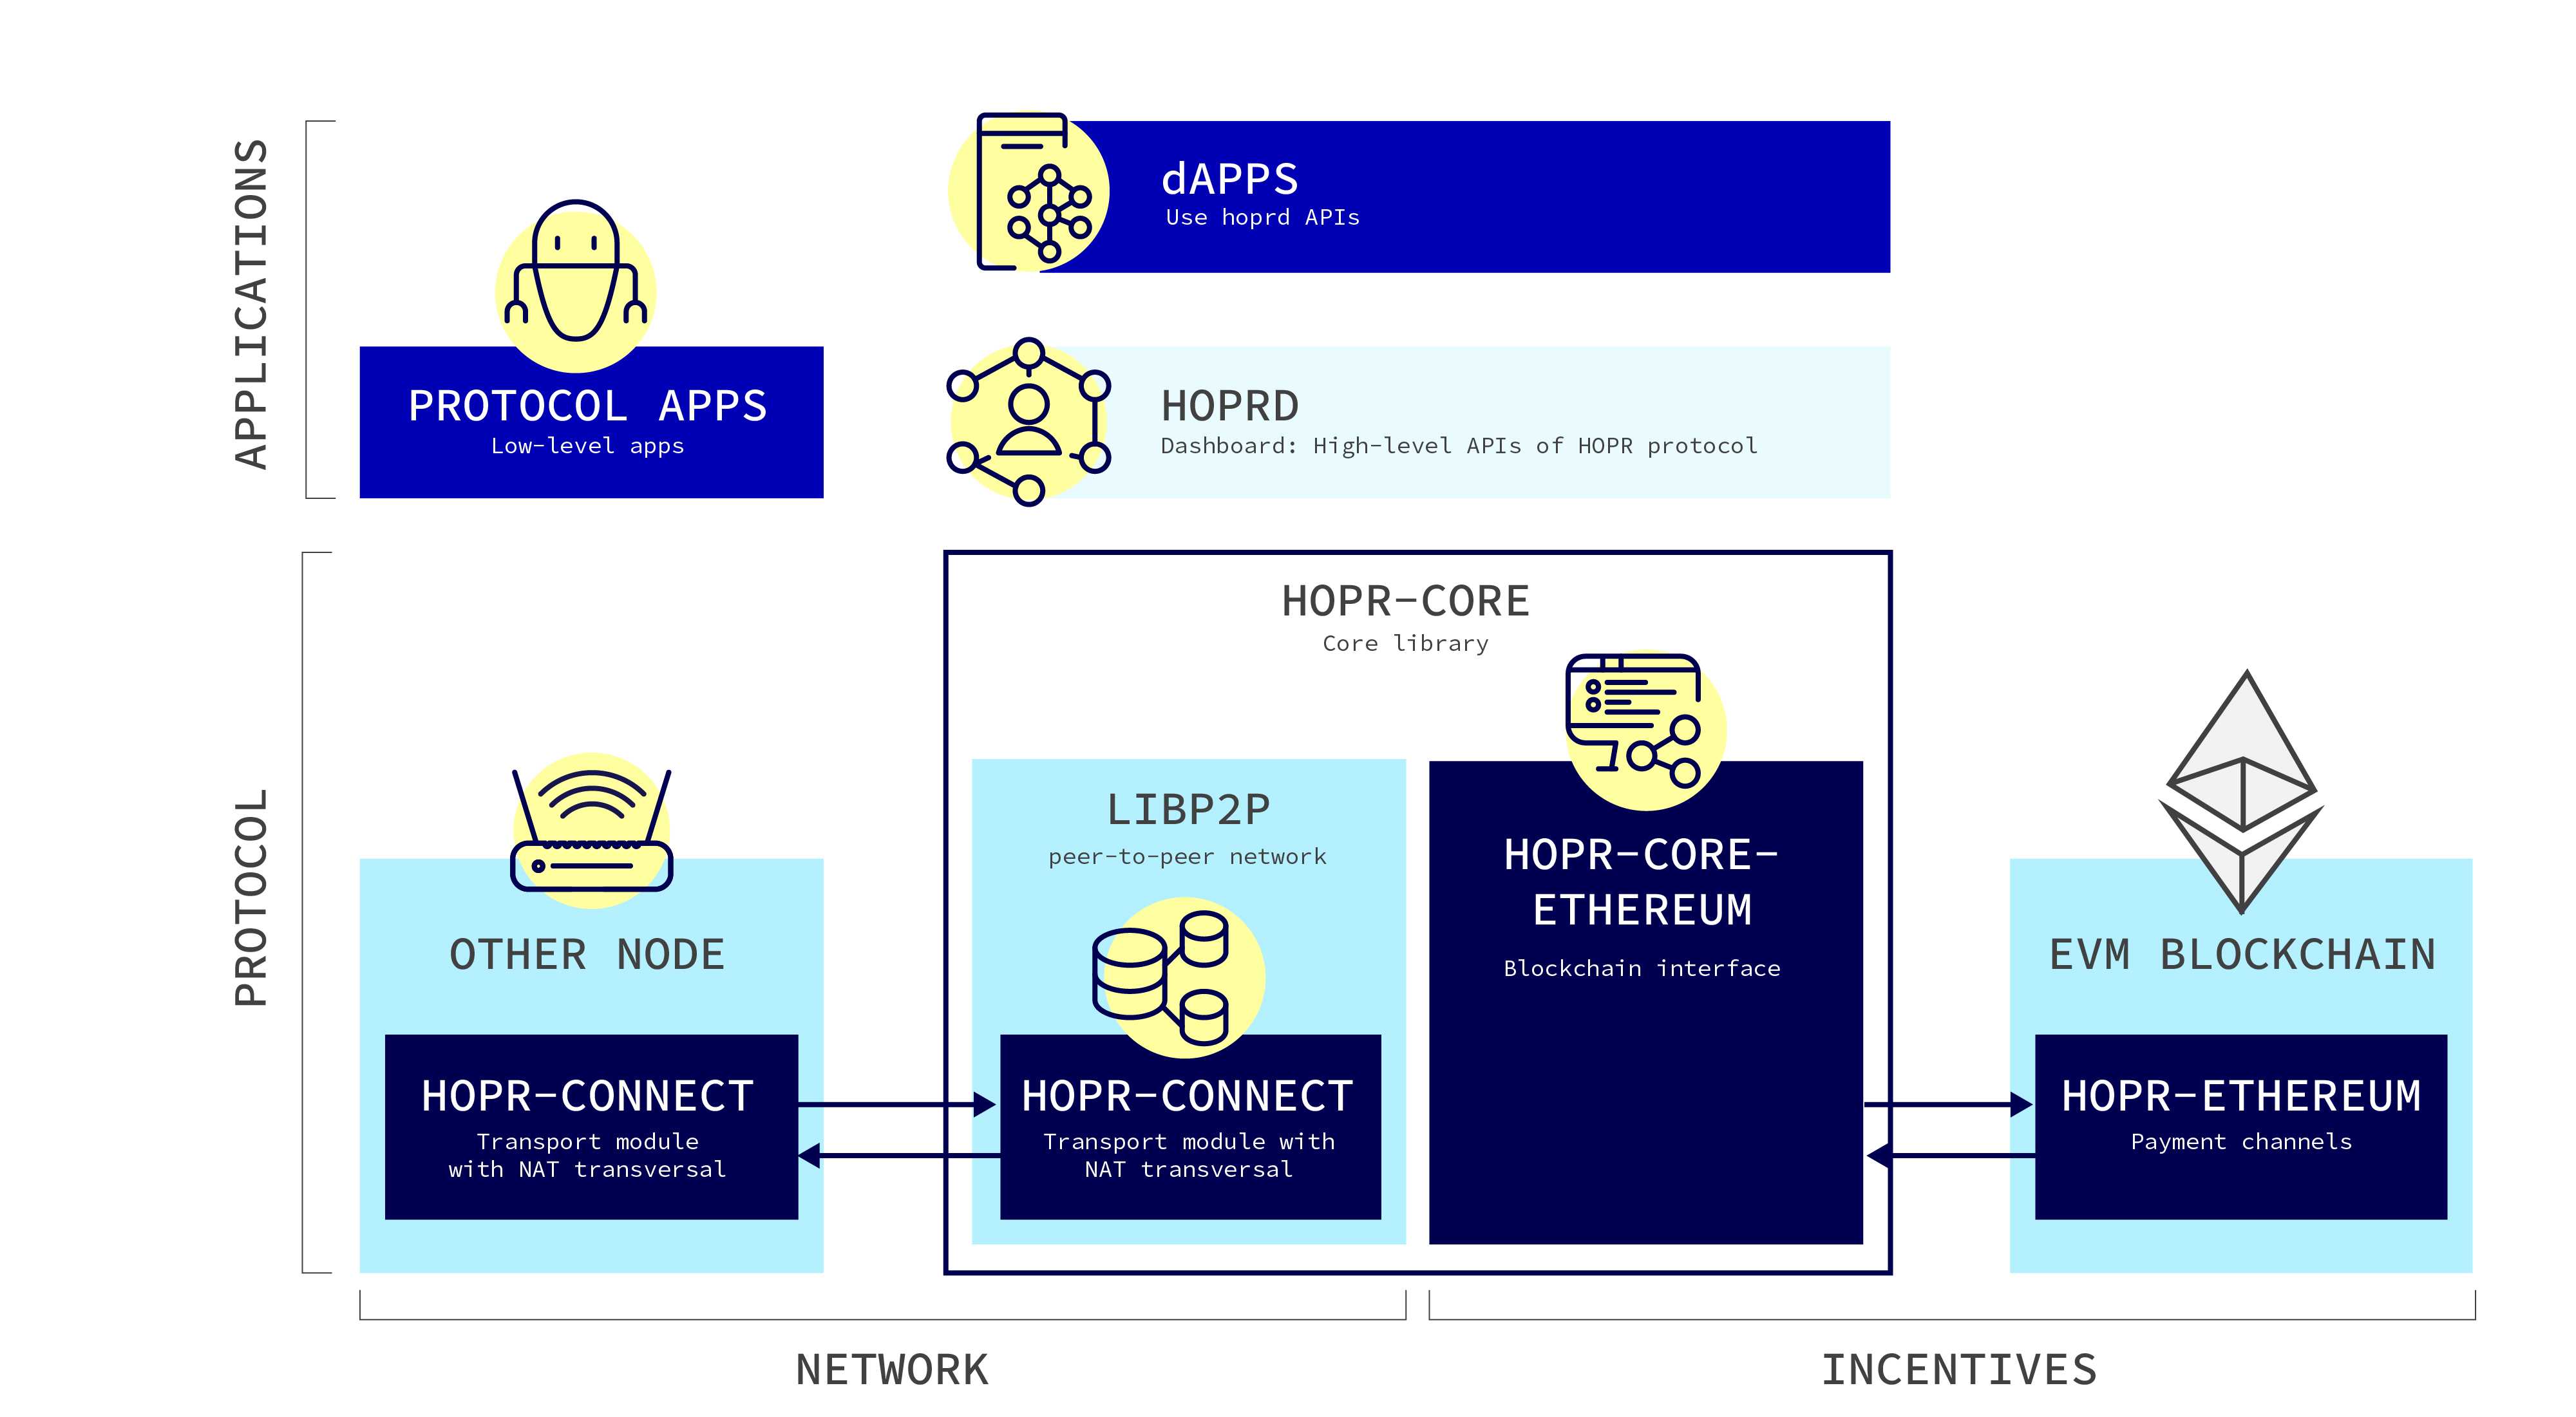 APPLICATIONS
dAPPS
Use hoprd APIs
PROTOCOL APPS
Low-level apps
HOPRD
Dashboard: High-level APIs of HOPR protocol
PROTOCOL
HOPR-CORE
Core library
OTHER NODE
HOPR-CONNECT
Transport module
with NAT transversal
LIBP2P
peer-to-peer network
HOPR-CONNECT
Transport module with
NAT transversal
HOPR-CORE-
ETHEREUM
Blockchain interface
EVM BLOCKCHAIN
HOPR-ETHEREUM
Payment channels
NETWORK
INCENTIVES